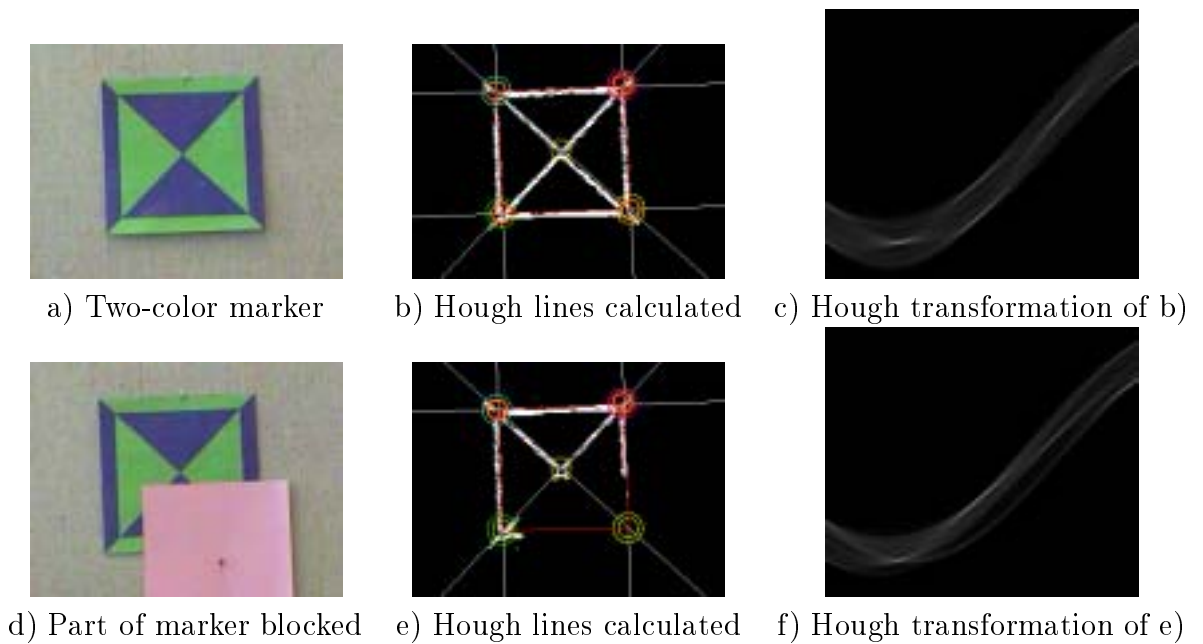 a) Two-color marker
b) Hough lines calculated
c) Hough transformation of b)
d) Part of marker blocked
e) Hough lines calculated
f) Hough transformation of e)